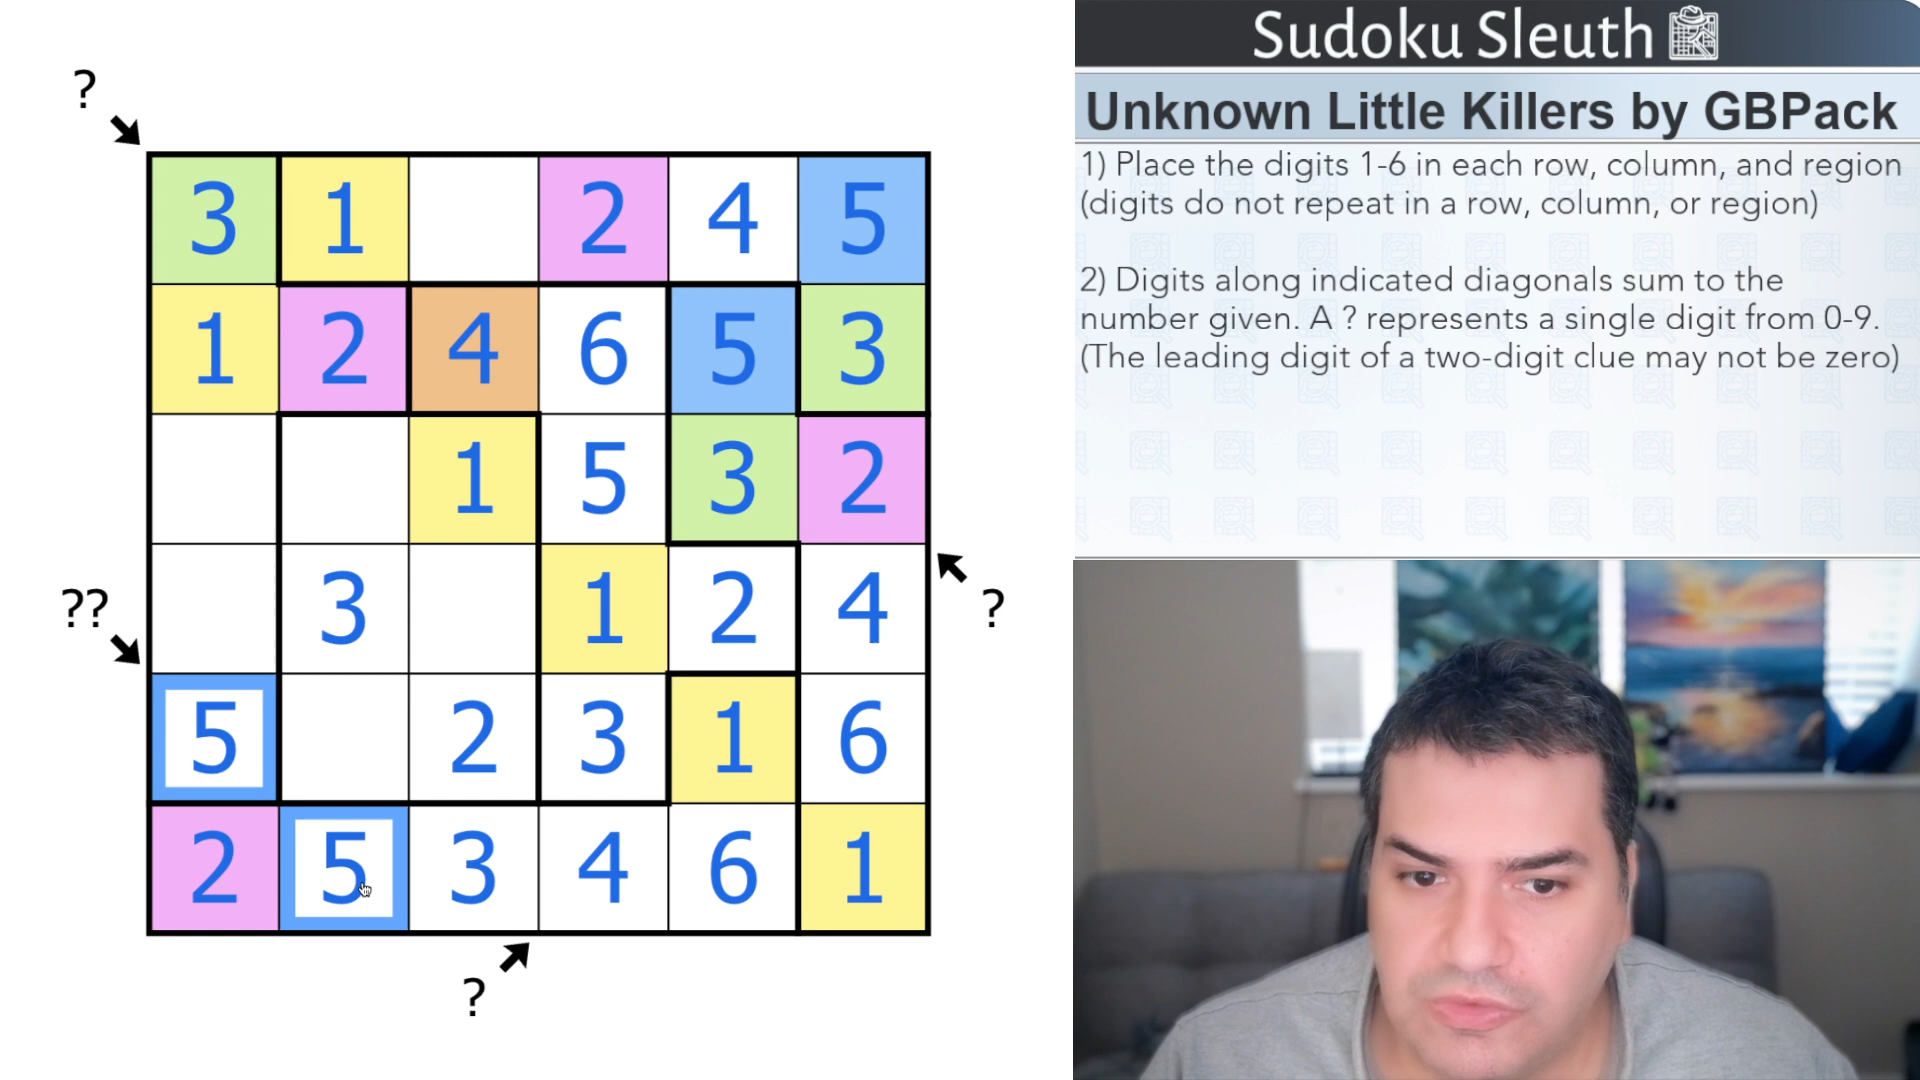 Sudoku Sleuth
Unknown Little Killers by GBPack
1) Place the digits 1-6 in each row, column, and region
(digits do not repeat in a row, column, or region)
2) Digits along indicated diagonals sum to the
number given. A ? represents a single digit from 0-9.
(The leading digit of a two-digit clue may not be zero)
?
3 1 2 4 5
1 2 4 6 5 3
1 5 3 2
?? 3 1 2 4 ?
5 2 3 1 6
2 5 3 4 6 1
?